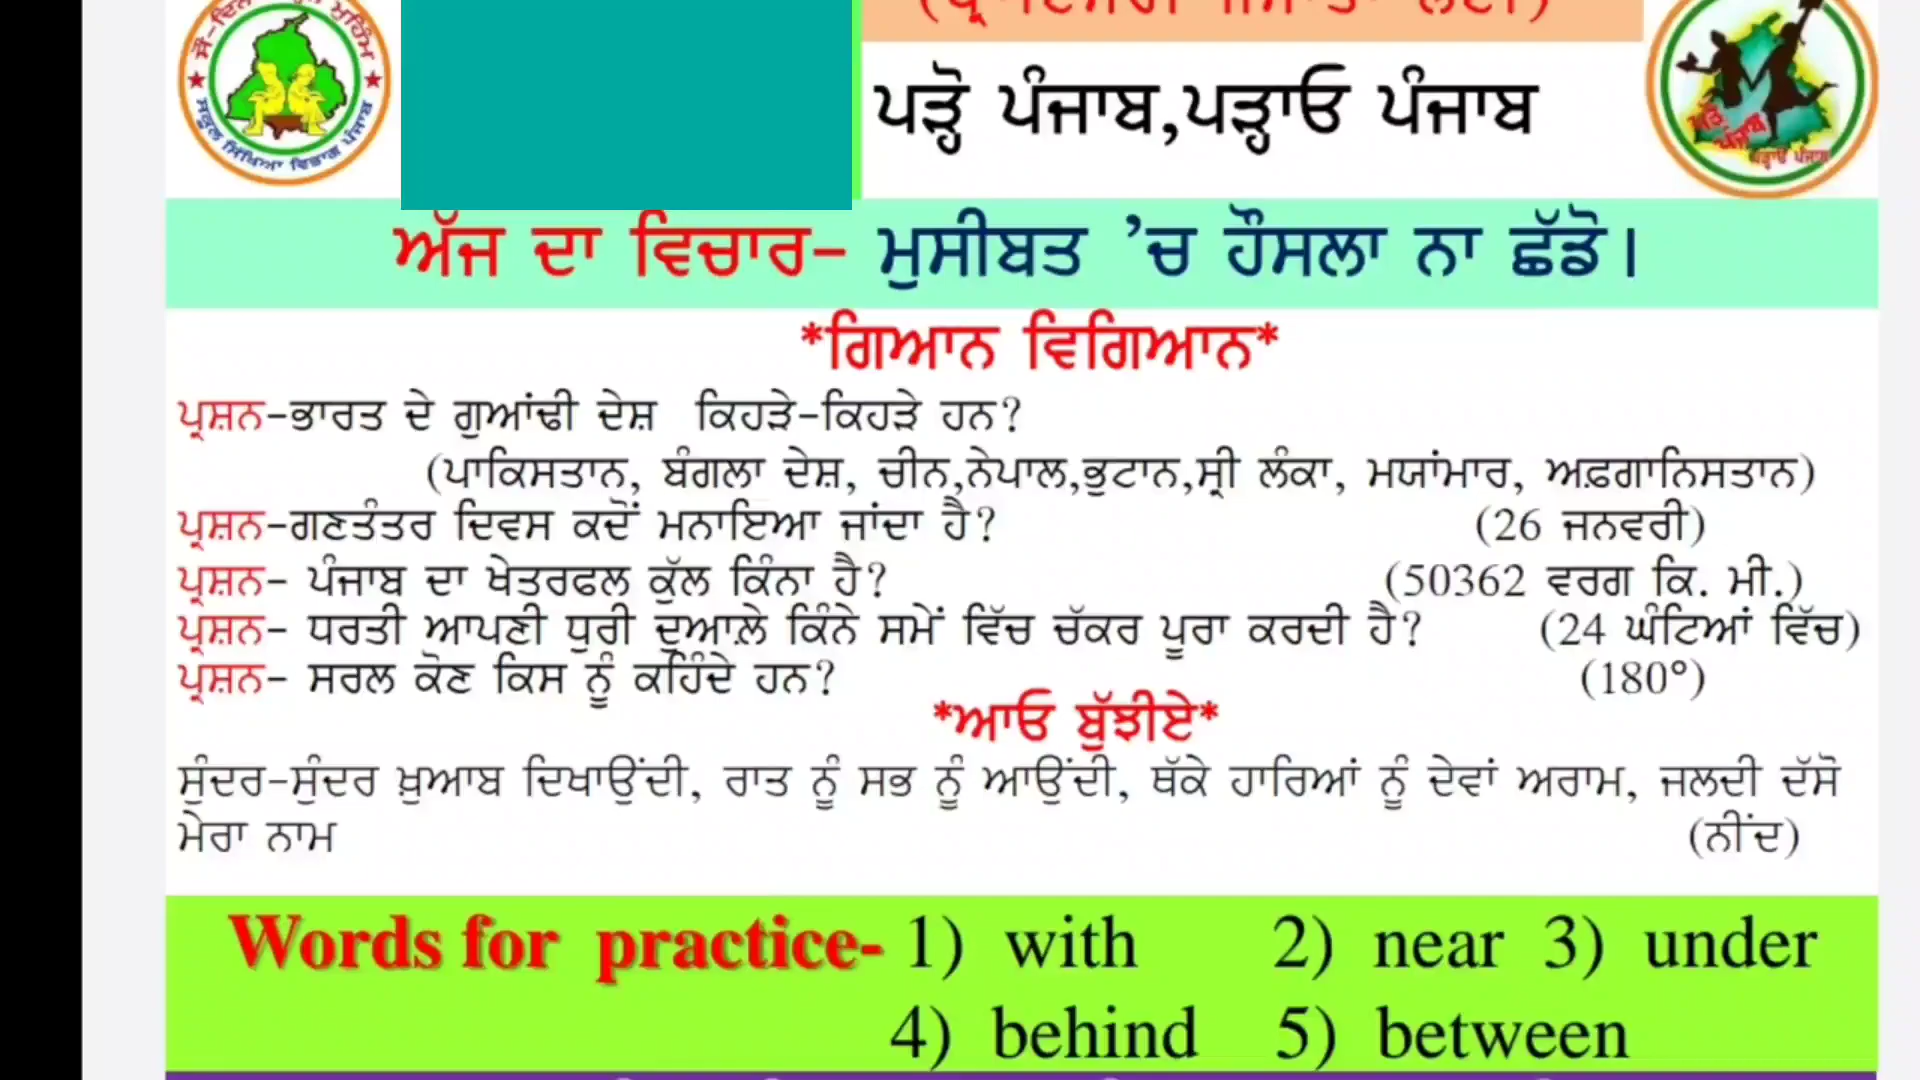 ਸਕੂਲ ਸਿੱਖਿਆ ਵਿਭਾਗ ਪੰਜਾਬ
ਪੜ੍ਹੋ ਪੰਜਾਬ,ਪੜ੍ਹਾਓ ਪੰਜਾਬ
ਪੜ੍ਹੋ ਪੰਜਾਬ
ਪੜ੍ਹਾਓ ਪੰਜਾਬ
ਅੱਜ ਦਾ ਵਿਚਾਰ– ਮੁਸੀਬਤ ’ਚ ਹੌਸਲਾ ਨਾ ਛੱਡੋ।
*ਗਿਆਨ ਵਿਗਿਆਨ*
ਪ੍ਰਸ਼ਨ–ਭਾਰਤ ਦੇ ਗੁਆਂਢੀ ਦੇਸ਼ ਕਿਹੜੇ–ਕਿਹੜੇ ਹਨ?
(ਪਾਕਿਸਤਾਨ, ਬੰਗਲਾ ਦੇਸ਼, ਚੀਨ,ਨੇਪਾਲ,ਭੁਟਾਨ,ਸ੍ਰੀ ਲੰਕਾ, ਮਯਾਂਮਾਰ, ਅਫ਼ਗਾਨਿਸਤਾਨ)
ਪ੍ਰਸ਼ਨ–ਗਣਤੰਤਰ ਦਿਵਸ ਕਦੋਂ ਮਨਾਇਆ ਜਾਂਦਾ ਹੈ? (26 ਜਨਵਰੀ)
ਪ੍ਰਸ਼ਨ– ਪੰਜਾਬ ਦਾ ਖੇਤਰਫਲ ਕੁੱਲ ਕਿੰਨਾ ਹੈ? (50362 ਵਰਗ ਕਿ. ਮੀ.)
ਪ੍ਰਸ਼ਨ– ਧਰਤੀ ਆਪਣੀ ਧੁਰੀ ਦੁਆਲ਼ੇ ਕਿੰਨੇ ਸਮੇਂ ਵਿੱਚ ਚੱਕਰ ਪੂਰਾ ਕਰਦੀ ਹੈ? (24 ਘੰਟਿਆਂ ਵਿੱਚ)
ਪ੍ਰਸ਼ਨ– ਸਰਲ ਕੋਣ ਕਿਸ ਨੂੰ ਕਹਿੰਦੇ ਹਨ? (180°)
*ਆਓ ਬੁੱਝੀਏ*
ਸੁੰਦਰ–ਸੁੰਦਰ ਖ਼ੁਆਬ ਦਿਖਾਉਂਦੀ, ਰਾਤ ਨੂੰ ਸਭ ਨੂੰ ਆਉਂਦੀ, ਥੱਕੇ ਹਾਰਿਆਂ ਨੂੰ ਦੇਵਾਂ ਅਰਾਮ, ਜਲਦੀ ਦੱਸੋ
ਮੇਰਾ ਨਾਮ (ਨੀਂਦ)
Words for practice- 1) with 2) near 3) under
4) behind 5) between